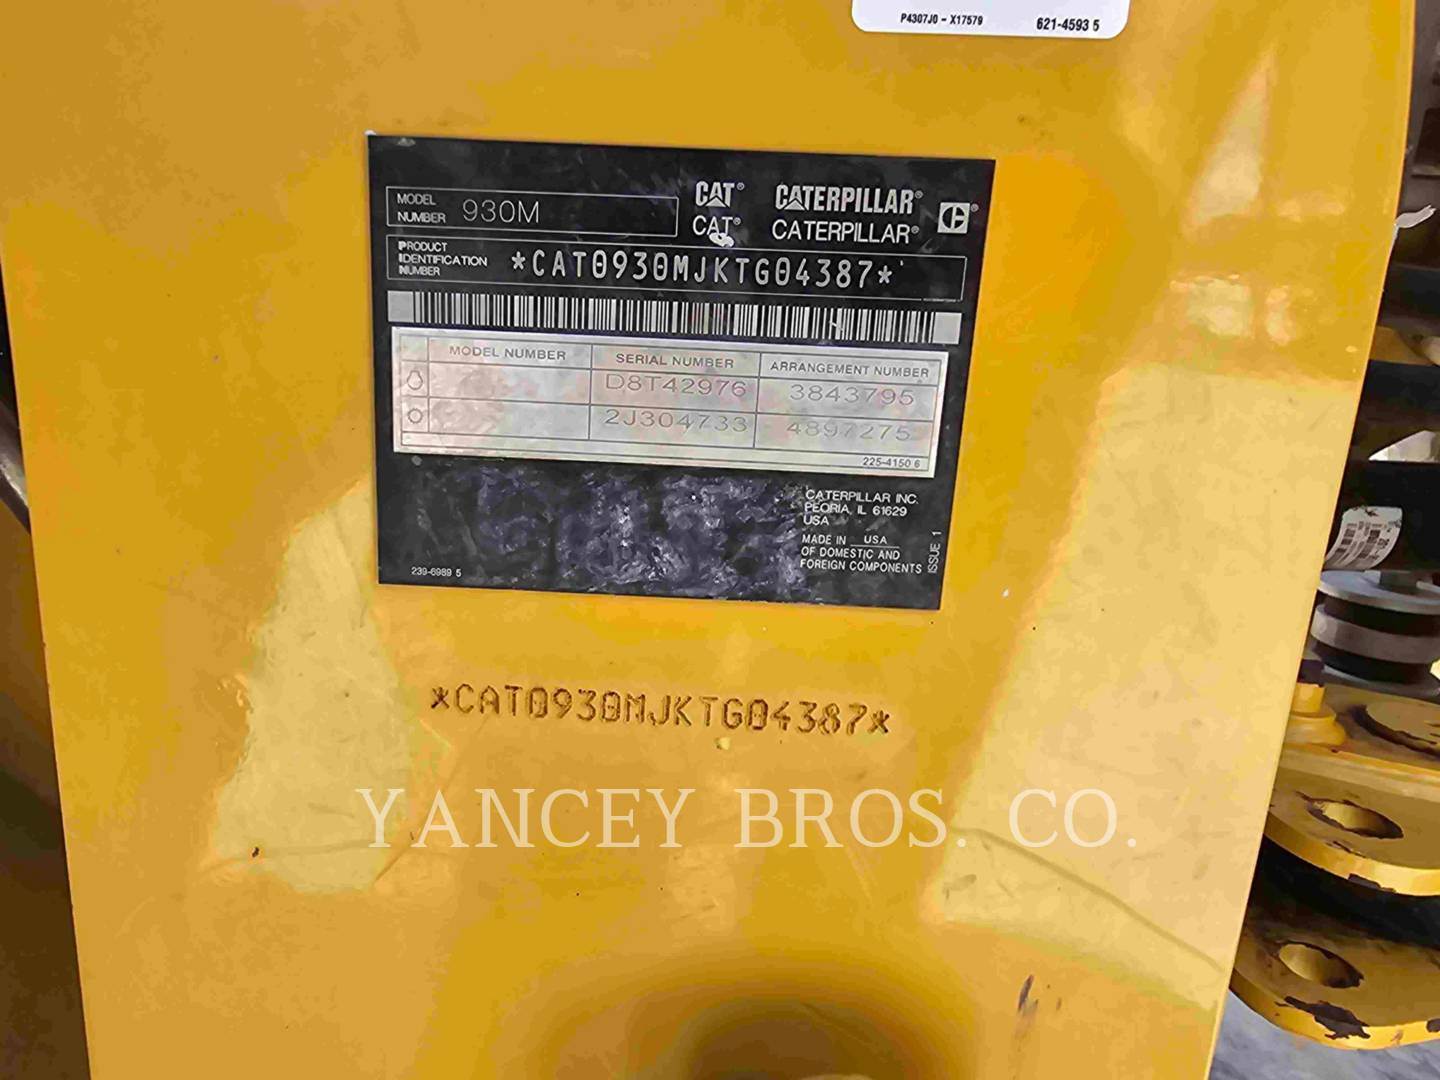 P4307J0 - X17579 621-4593 5
MODEL NUMBER 930M
CAT® CATERPILLAR®
CAT® CATERPILLAR®
PRODUCT IDENTIFICATION NUMBER *CAT0930MJKTG04387*
MODEL NUMBER SERIAL NUMBER ARRANGEMENT NUMBER
D8T42976 3843795
2J304733 4897275
225-4150 6
CATERPILLAR INC.
PEORIA, IL 61629
USA
MADE IN USA
OF DOMESTIC AND
FOREIGN COMPONENTS
ISSUE 1
239-6989 5
*CAT0930MJKTG04387*
YANCEY BROS. CO.